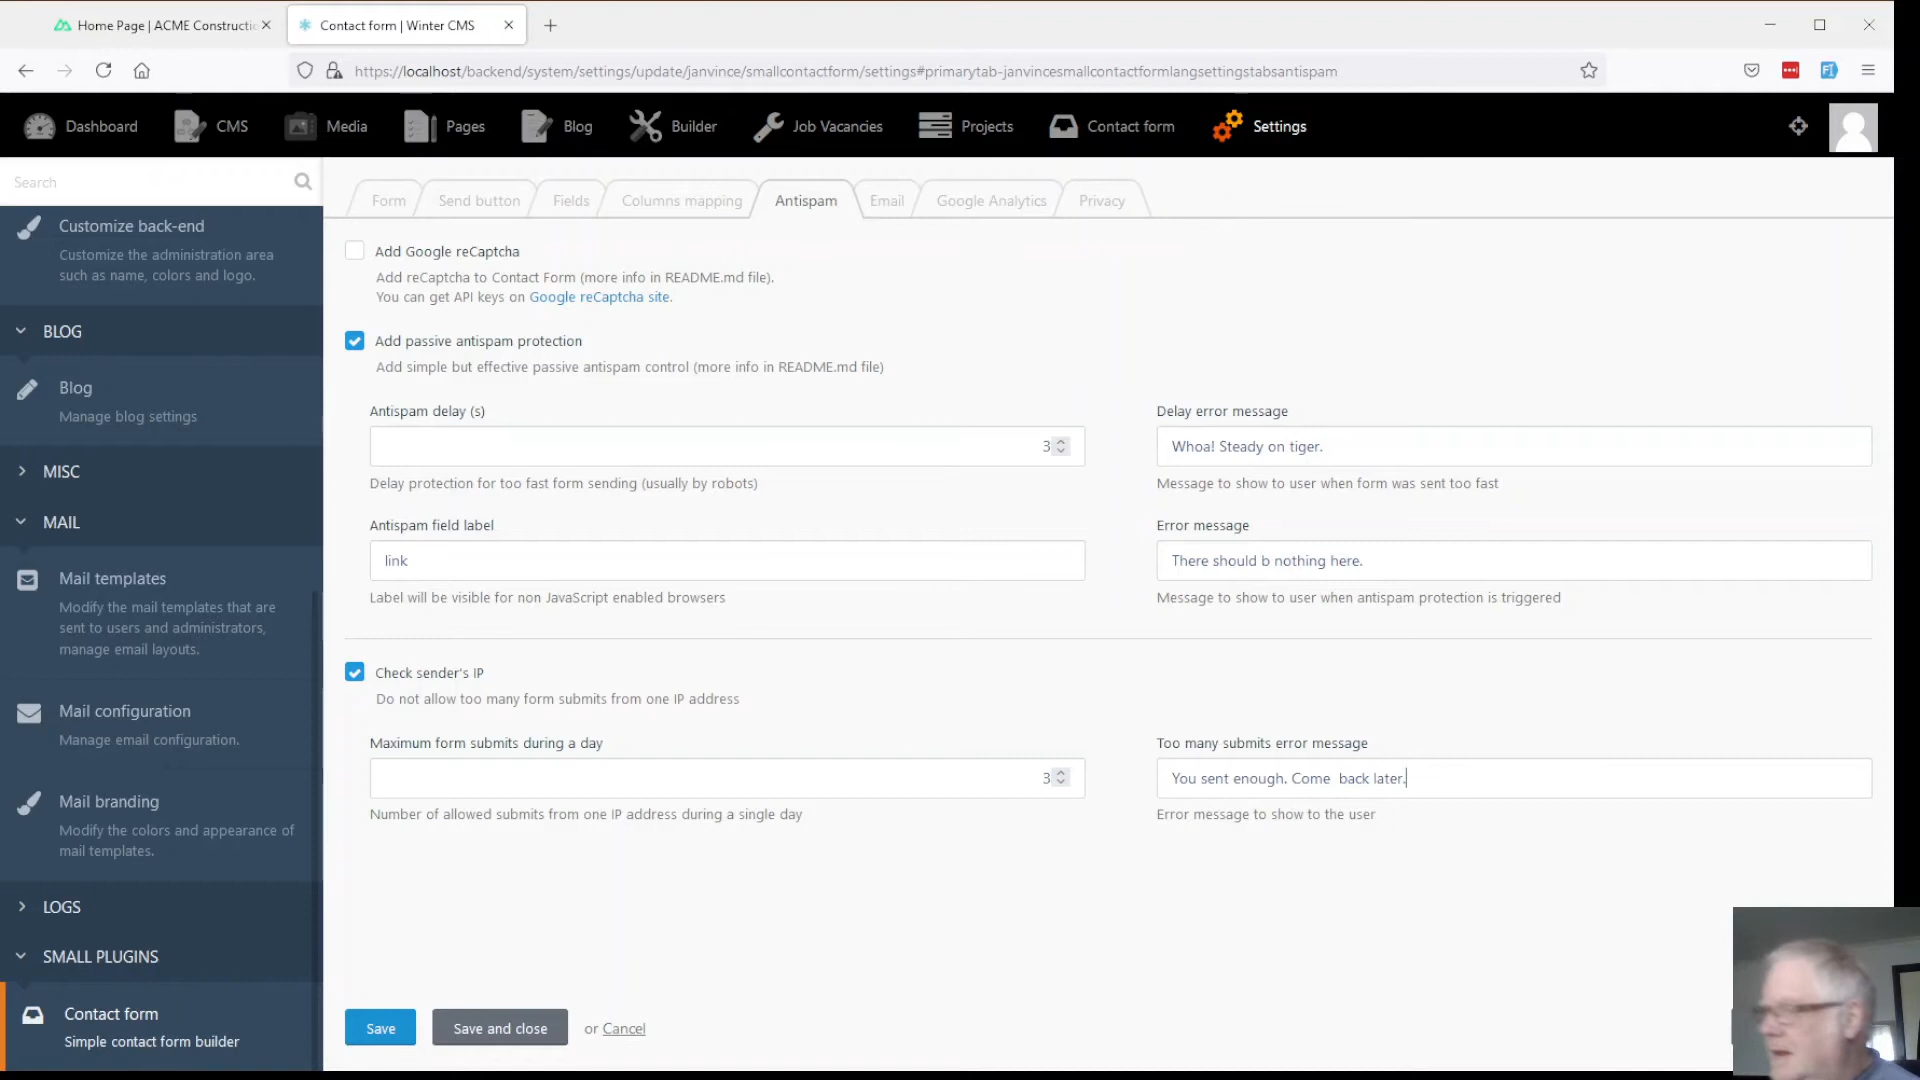 Home Page | ACME Constructi
Contact form | Winter CMS
https://localhost/backend/system/settings/update/janvince/smallcontactform/settings#primarytab-janvincesmallcontactformlangsettingstabsantispam
Dashboard
CMS
Media
Pages
Blog
Builder
Job Vacancies
Projects
Contact form
Settings
Search
Customize back-end
Customize the administration area
such as name, colors and logo.
BLOG
Blog
Manage blog settings
MISC
MAIL
Mail templates
Modify the mail templates that are
sent to users and administrators,
manage email layouts.
Mail configuration
Manage email configuration.
Mail branding
Modify the colors and appearance of
mail templates.
LOGS
SMALL PLUGINS
Contact form
Simple contact form builder
Form
Send button
Fields
Columns mapping
Antispam
Email
Google Analytics
Privacy
Add Google reCaptcha
Add reCaptcha to Contact Form (more info in README.md file).
You can get API keys on Google reCaptcha site.
Add passive antispam protection
Add simple but effective passive antispam control (more info in README.md file)
Antispam delay (s)
3
Delay protection for too fast form sending (usually by robots)
Delay error message
Whoa! Steady on tiger.
Message to show to user when form was sent too fast
Antispam field label
link
Label will be visible for non JavaScript enabled browsers
Error message
There should b nothing here.
Message to show to user when antispam protection is triggered
Check sender's IP
Do not allow too many form submits from one IP address
Maximum form submits during a day
3
Number of allowed submits from one IP address during a single day
Too many submits error message
You sent enough. Come  back later.
Error message to show to the user
Save
Save and close
or Cancel